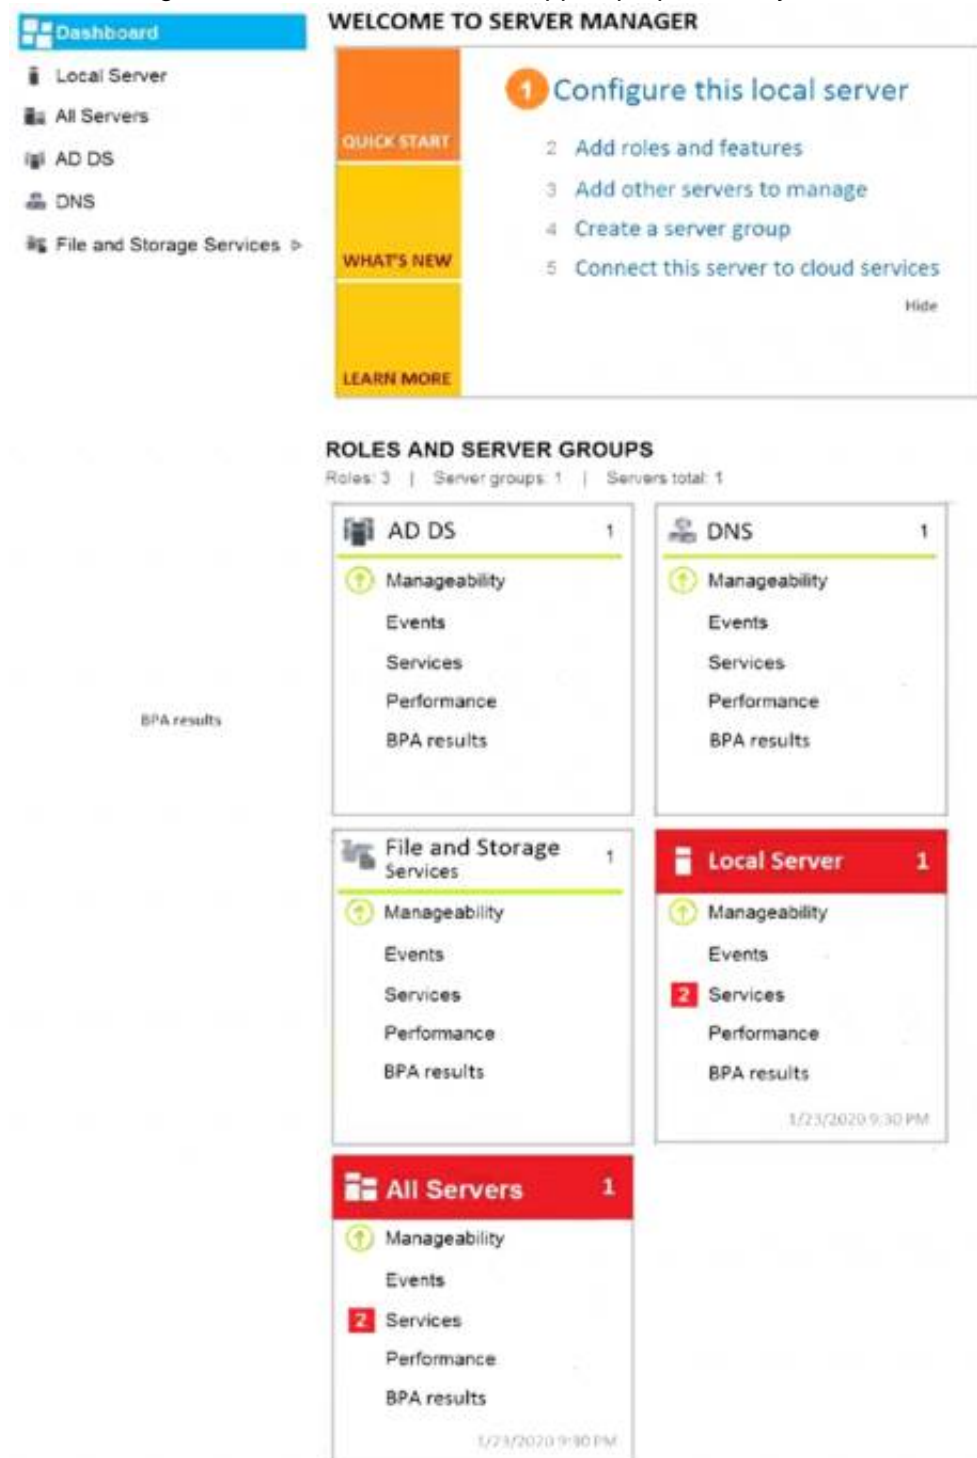 Dashboard
Local Server
All Servers
AD DS
DNS
File and Storage Services
WELCOME TO SERVER MANAGER
QUICK START
WHAT'S NEW
LEARN MORE
1 Configure this local server
2 Add roles and features
3 Add other servers to manage
4 Create a server group
5 Connect this server to cloud services
Hide
ROLES AND SERVER GROUPS
Roles: 3 | Server groups: 1 | Servers total: 1
AD DS 1
Manageability
Events
Services
Performance
BPA results
DNS 1
Manageability
Events
Services
Performance
BPA results
BPA results
File and Storage
Services 1
Manageability
Events
Services
Performance
BPA results
Local Server 1
Manageability
Events
2 Services
Performance
BPA results
1/23/2020 9:30 PM
All Servers 1
Manageability
Events
2 Services
Performance
BPA results
1/23/2020 9:30 PM